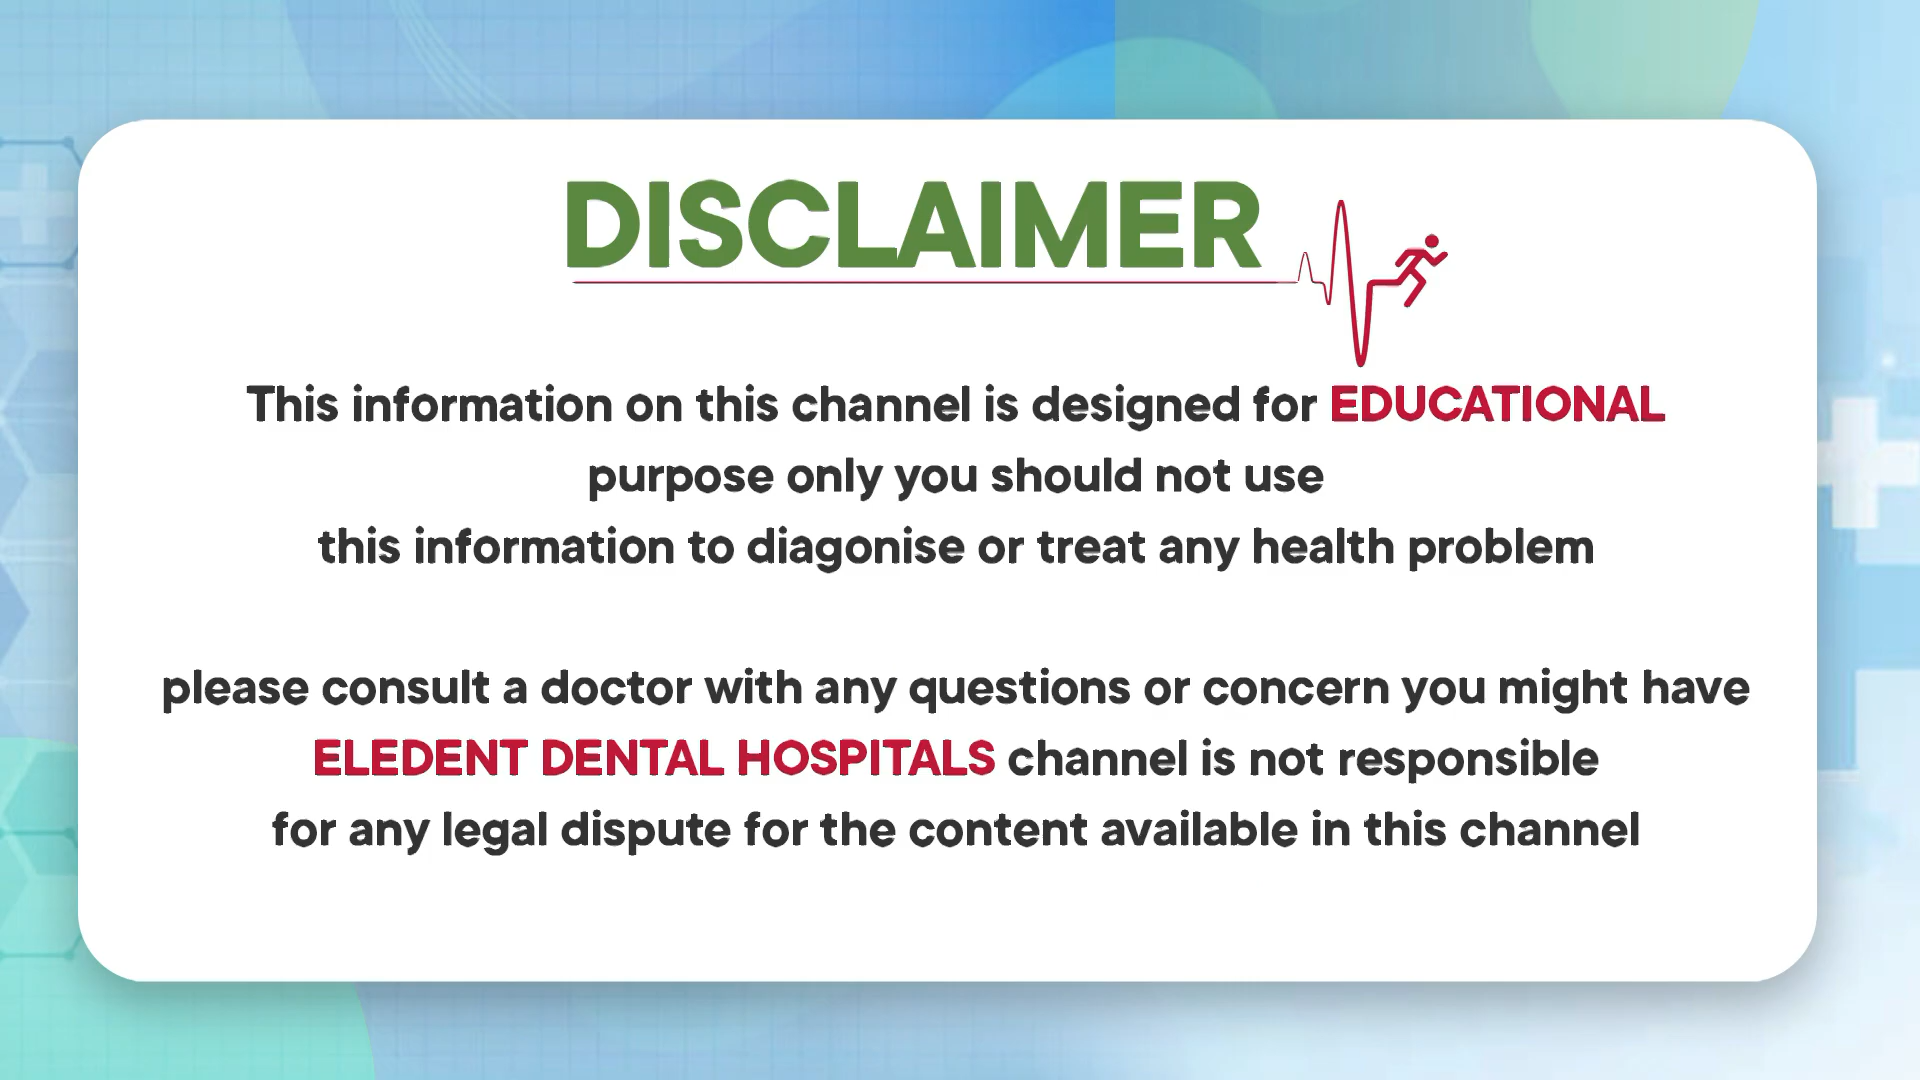 DISCLAIMER
This information on this channel is designed for EDUCATIONAL
purpose only you should not use
this information to diagonise or treat any health problem
please consult a doctor with any questions or concern you might have
ELEDENT DENTAL HOSPITALS channel is not responsible
for any legal dispute for the content available in this channel